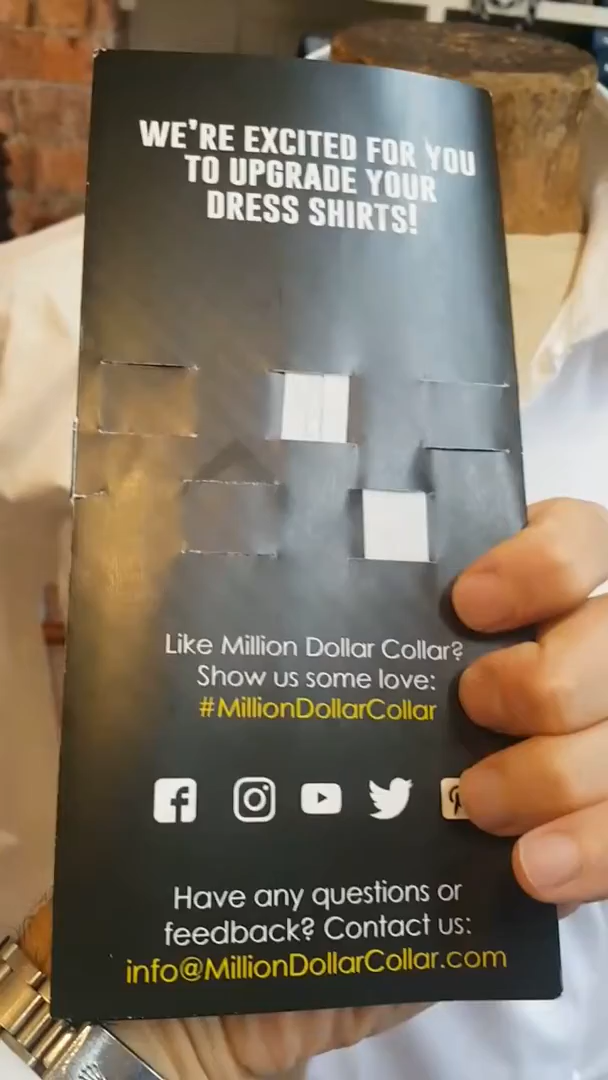 WE'RE EXCITED FOR YOU
TO UPGRADE YOUR
DRESS SHIRTS!
Like Million Dollar Collar?
Show us some love:
#MillionDollarCollar
Have any questions or
feedback? Contact us:
info@MillionDollarCollar.com